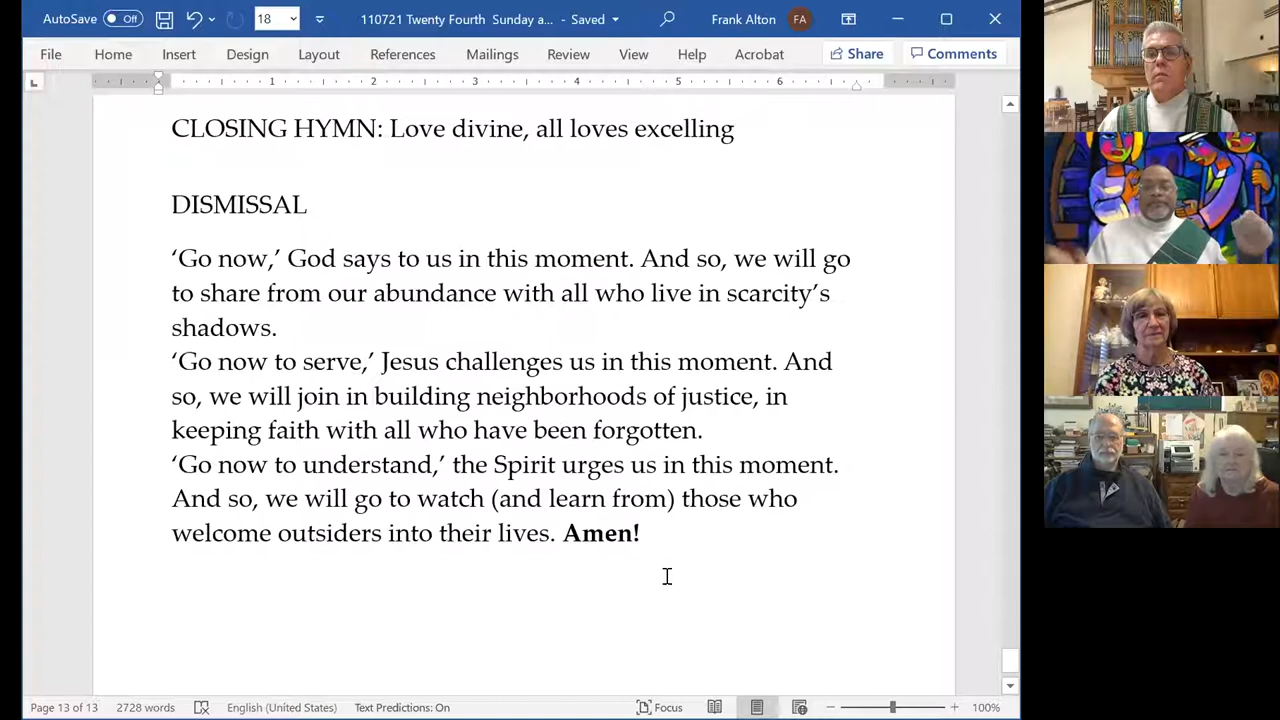 AutoSave Off 18 110721 Twenty Fourth Sunday a... - Saved Frank Alton FA
File Home Insert Design Layout References Mailings Review View Help Acrobat Share Comments
1 2 3 4 5 6
CLOSING HYMN: Love divine, all loves excelling
DISMISSAL
‘Go now,’ God says to us in this moment. And so, we will go
to share from our abundance with all who live in scarcity’s
shadows.
‘Go now to serve,’ Jesus challenges us in this moment. And
so, we will join in building neighborhoods of justice, in
keeping faith with all who have been forgotten.
‘Go now to understand,’ the Spirit urges us in this moment.
And so, we will go to watch (and learn from) those who
welcome outsiders into their lives. Amen!
Page 13 of 13 2728 words English (United States) Text Predictions: On Focus 100%